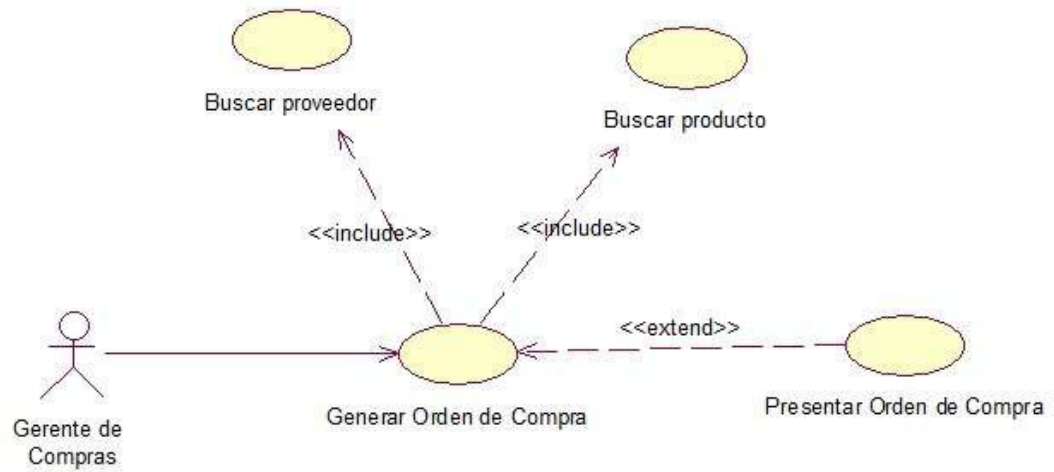 Buscar proveedor
Buscar producto
<<include>>
<<include>>
<<extend>>
Gerente de
Compras
Generar Orden de Compra
Presentar Orden de Compra